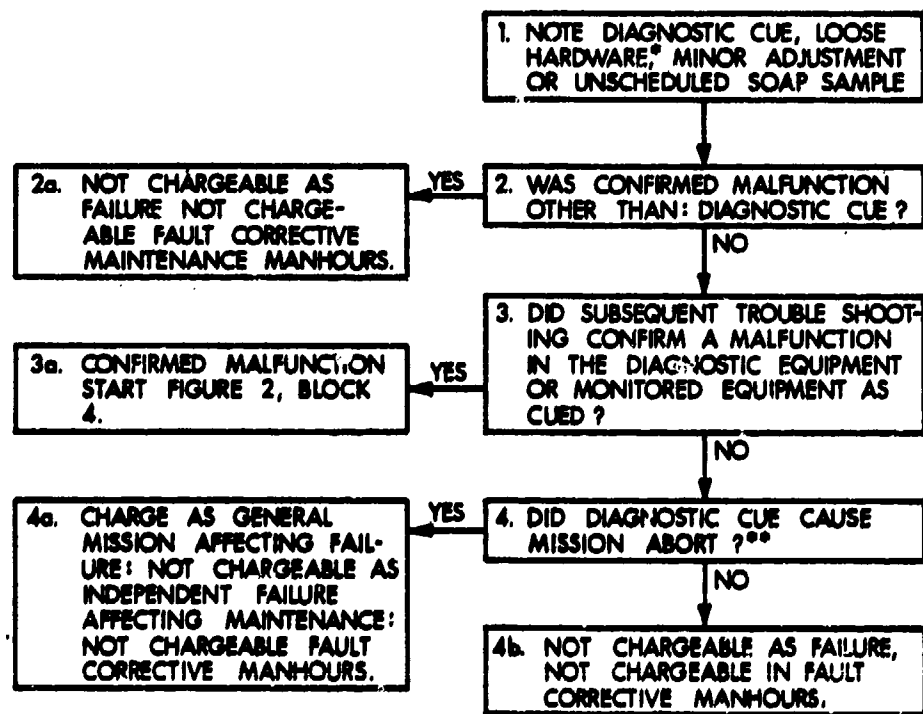 1. NOTE DIAGNOSTIC CUE, LOOSE
HARDWARE,* MINOR ADJUSTMENT
OR UNSCHEDULED SOAP SAMPLE
2a. NOT CHARGEABLE AS
FAILURE NOT CHARGE-
ABLE FAULT CORRECTIVE
MAINTENANCE MANHOURS.
YES
2. WAS CONFIRMED MALFUNCTION
OTHER THAN: DIAGNOSTIC CUE ?
NO
3. DID SUBSEQUENT TROUBLE SHOOT-
ING CONFIRM A MALFUNCTION
IN THE DIAGNOSTIC EQUIPMENT
OR MONITORED EQUIPMENT AS
CUED ?
YES
3a. CONFIRMED MALFUNCTION
START FIGURE 2, BLOCK
4.
NO
4. DID DIAGNOSTIC CUE CAUSE
MISSION ABORT ?**
YES
4a. CHARGE AS GENERAL
MISSION AFFECTING FAIL-
URE: NOT CHARGEABLE AS
INDEPENDENT FAILURE
AFFECTING MAINTENANCE:
NOT CHARGEABLE FAULT
CORRECTIVE MANHOURS.
NO
4b. NOT CHARGEABLE AS FAILURE,
NOT CHARGEABLE IN FAULT
CORRECTIVE MANHOURS.